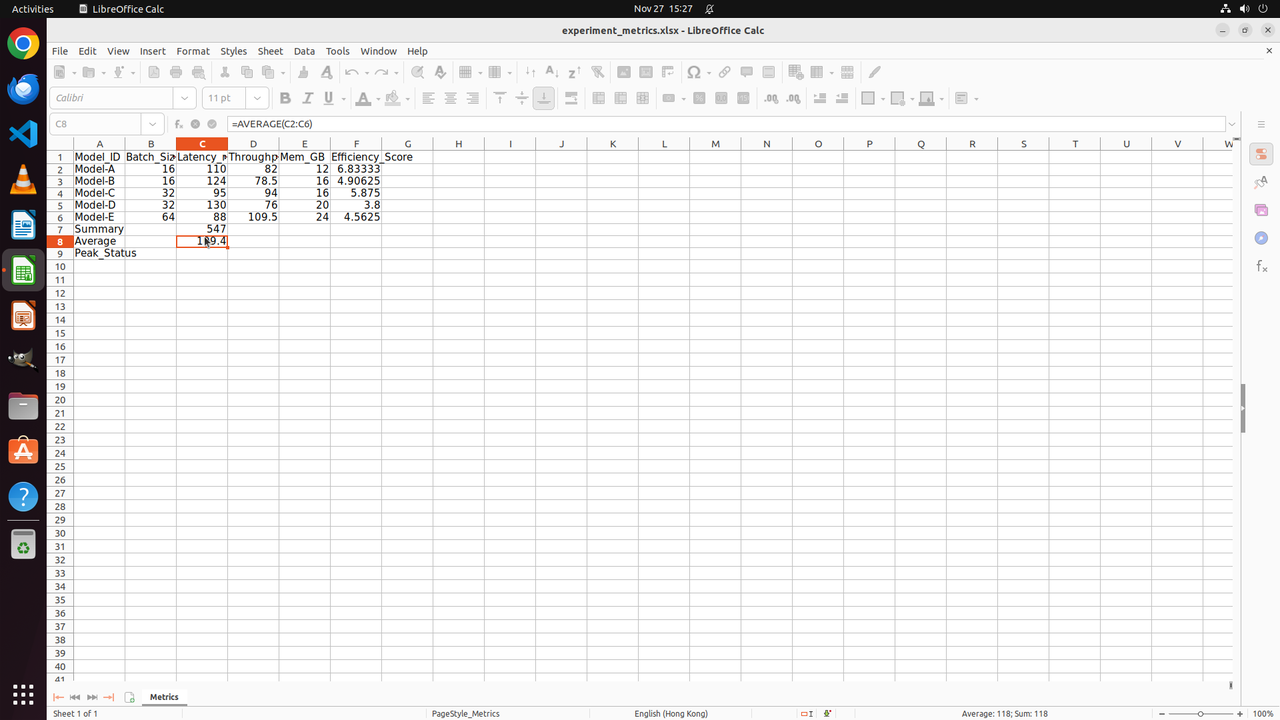 Activities LibreOffice Calc Nov 27 15:27
experiment_metrics.xlsx - LibreOffice Calc
File Edit View Insert Format Styles Sheet Data Tools Window Help
Calibri 11 pt
C8 =AVERAGE(C2:C6)
A B C D E F G H I J K L M N O P Q R S T U V W
1 Model_ID Batch_Siz Latency_ Throughp Mem_GB Efficiency_Score
2 Model-A 16 110 82 12 6.83333
3 Model-B 16 124 78.5 16 4.90625
4 Model-C 32 95 94 16 5.875
5 Model-D 32 130 76 20 3.8
6 Model-E 64 88 109.5 24 4.5625
7 Summary 547
8 Average 109.4
9 Peak_Status
10
11
12
13
14
15
16
17
18
19
20
21
22
23
24
25
26
27
28
29
30
31
32
33
34
35
36
37
38
39
40
41
Metrics
Sheet 1 of 1 PageStyle_Metrics English (Hong Kong) Average: 118; Sum: 118 100%